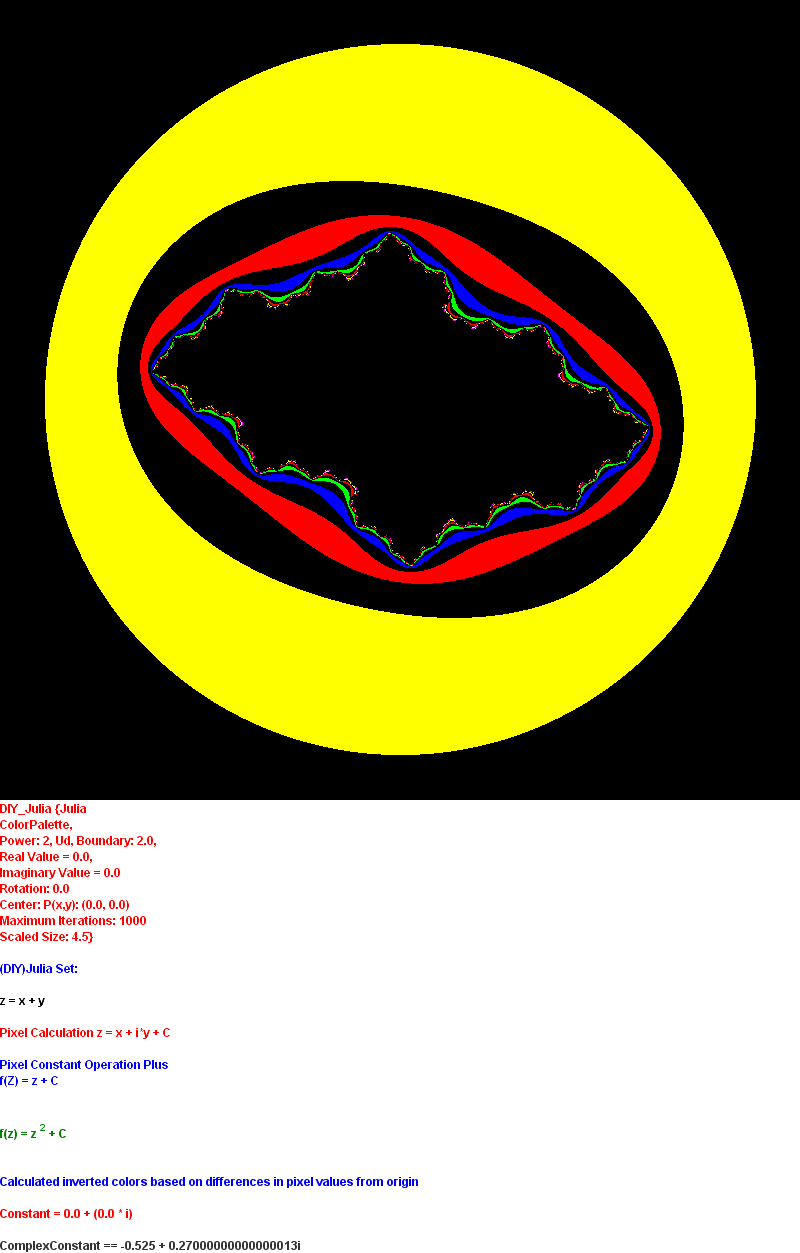 DIY_Julia {Julia
ColorPalette,
Power: 2, Ud, Boundary: 2.0,
Real Value = 0.0,
Imaginary Value = 0.0
Rotation: 0.0
Center: P(x,y): (0.0, 0.0)
Maximum Iterations: 1000
Scaled Size: 4.5}
(DIY)Julia Set:
z = x + y
Pixel Calculation z = x + i*y + C
Pixel Constant Operation Plus
f(Z) = z + C
f(z) = z 2 + C
Calculated inverted colors based on differences in pixel values from origin
Constant = 0.0 + (0.0 * i)
ComplexConstant == -0.525 + 0.27000000000000013i